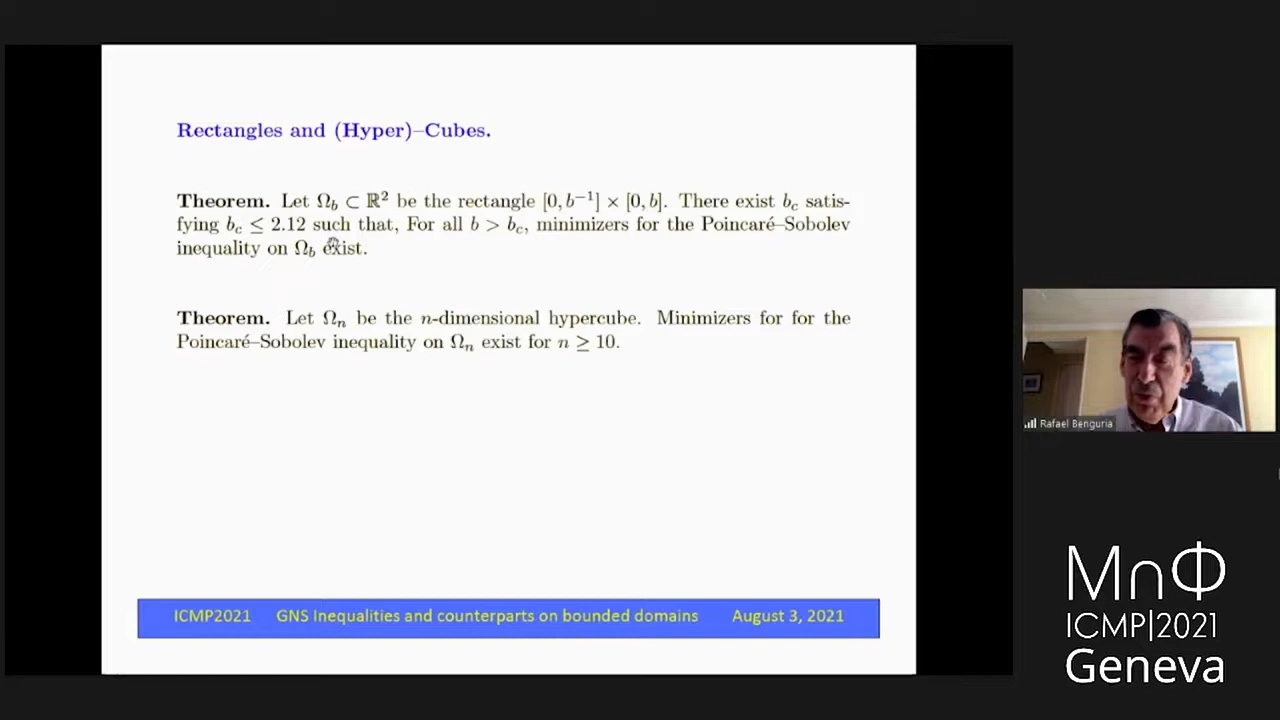 Rectangles and (Hyper)–Cubes.
Theorem. Let Ω_b ⊂ ℝ² be the rectangle [0, b⁻¹] × [0, b]. There exist b_c satis-
fying b_c ≤ 2.12 such that, For all b > b_c, minimizers for the Poincaré–Sobolev
inequality on Ω_b exist.
Theorem. Let Ω_n be the n-dimensional hypercube. Minimizers for for the
Poincaré–Sobolev inequality on Ω_n exist for n ≥ 10.
ICMP2021 GNS Inequalities and counterparts on bounded domains August 3, 2021
Rafael Benguria
M∩Φ
ICMP|2021
Geneva